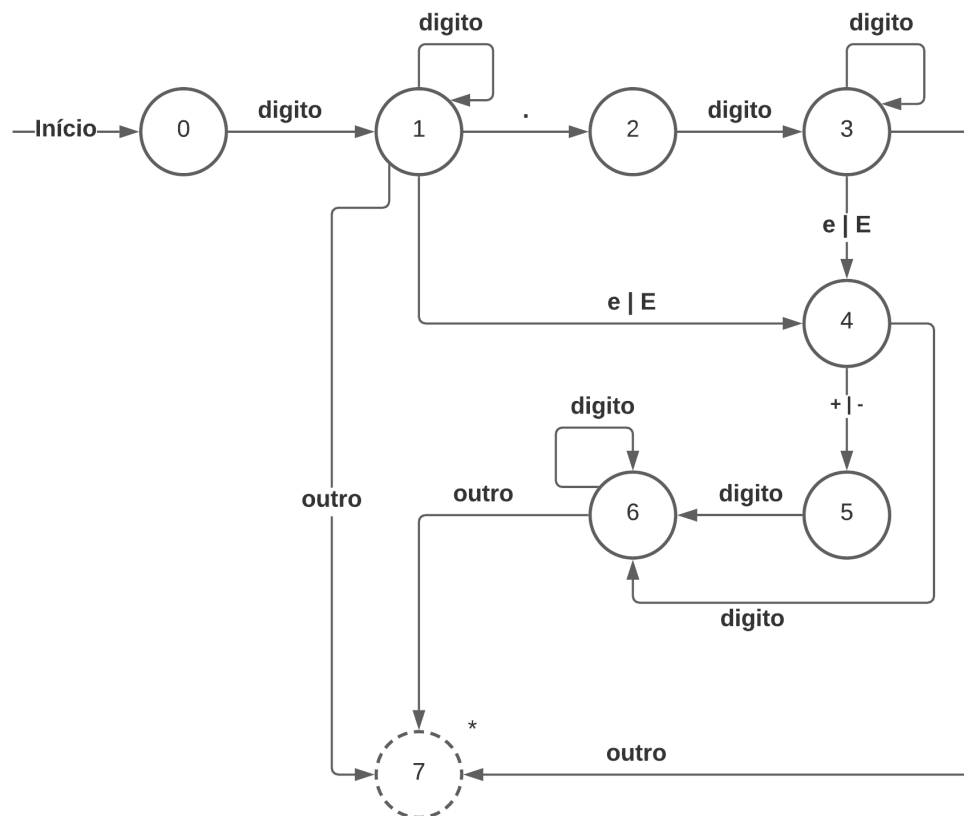 digito
digito
Início
0
digito
1
.
2
digito
3
e | E
e | E
4
+ | -
digito
outro
outro
6
digito
5
digito
*
7
outro